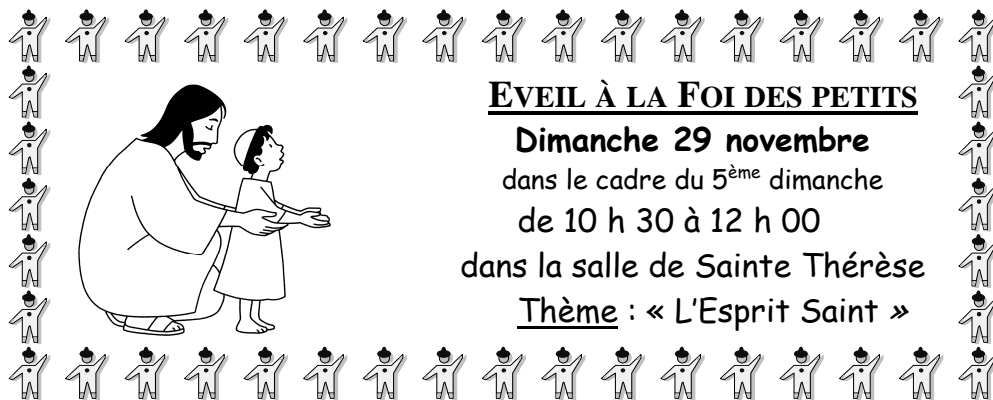 EVEIL À LA FOI DES PETITS
Dimanche 29 novembre
dans le cadre du 5ème dimanche
de 10 h 30 à 12 h 00
dans la salle de Sainte Thérèse
Thème : « L’Esprit Saint »